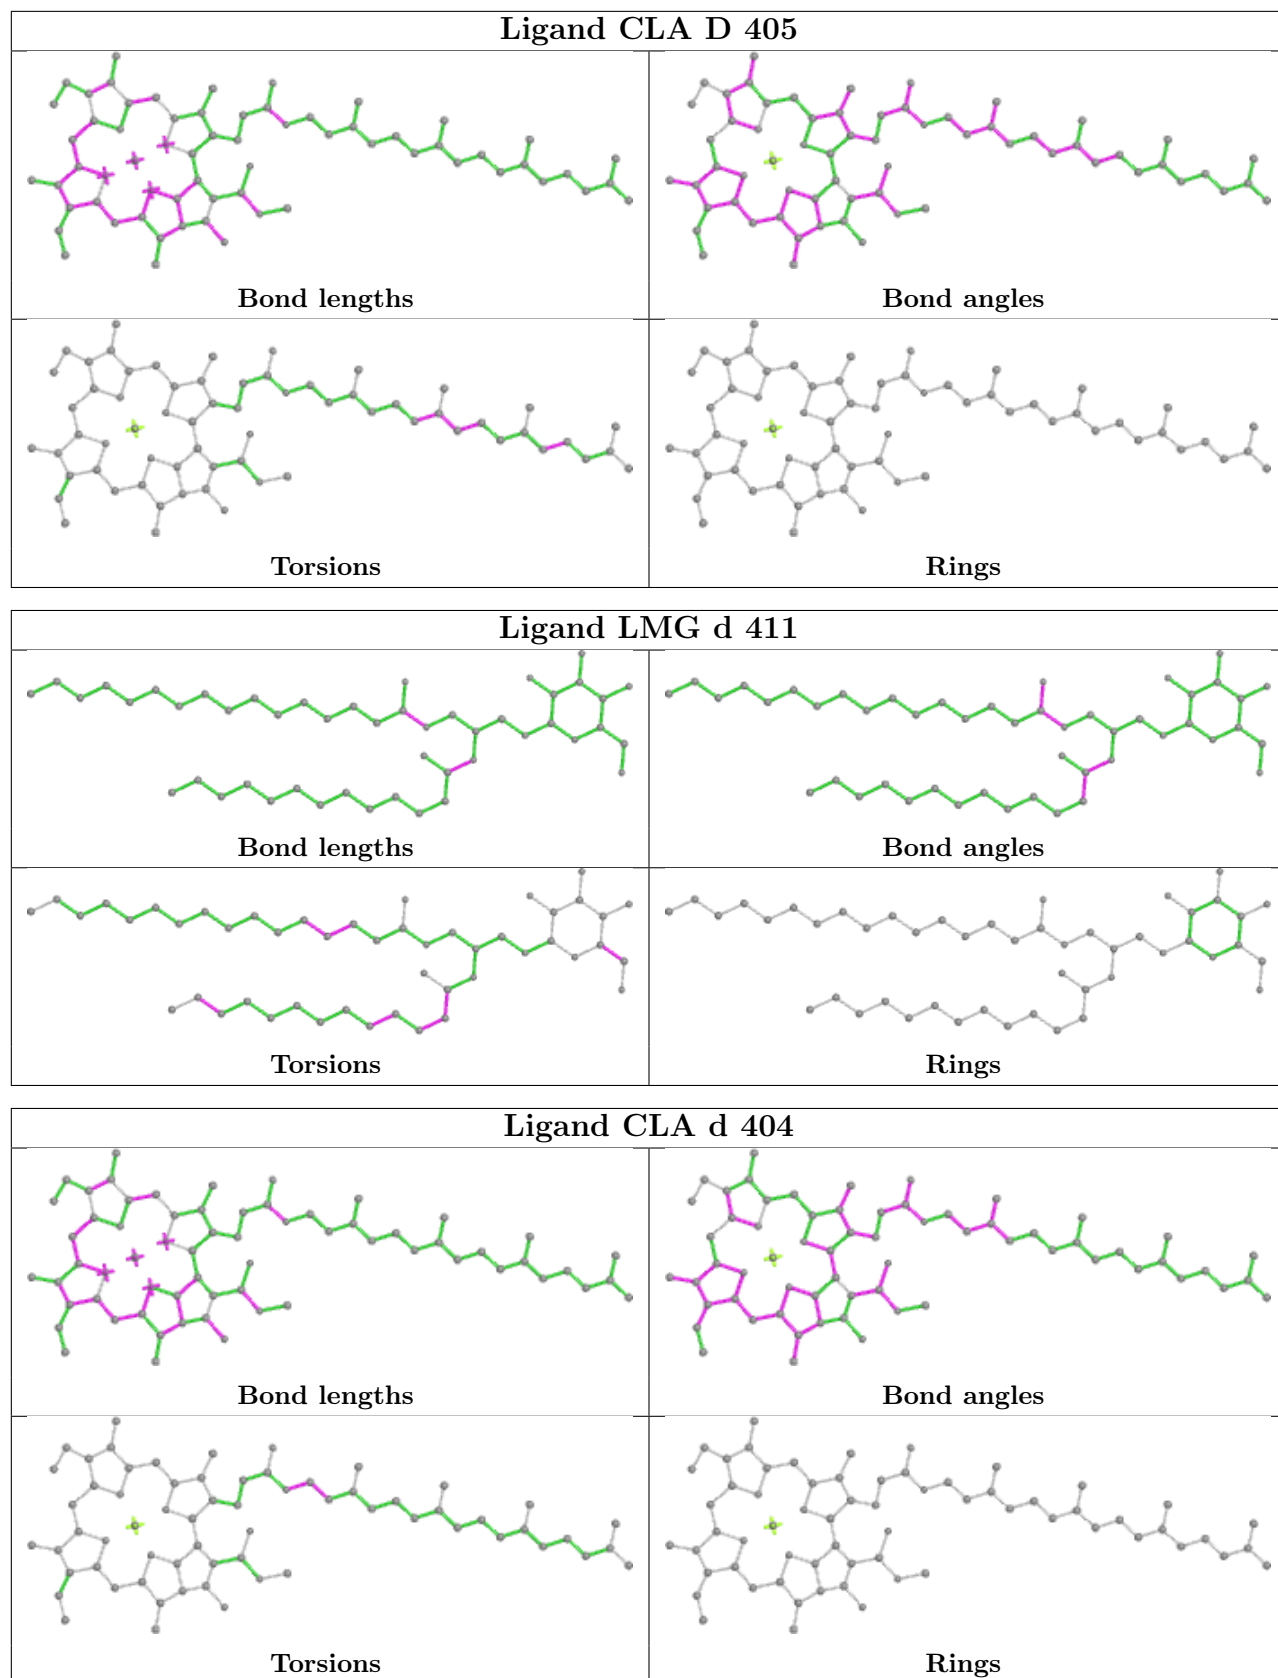 Ligand CLA D 405
Bond lengths
Bond angles
Torsions
Rings
Ligand LMG d 411
Bond lengths
Bond angles
Torsions
Rings
Ligand CLA d 404
Bond lengths
Bond angles
Torsions
Rings